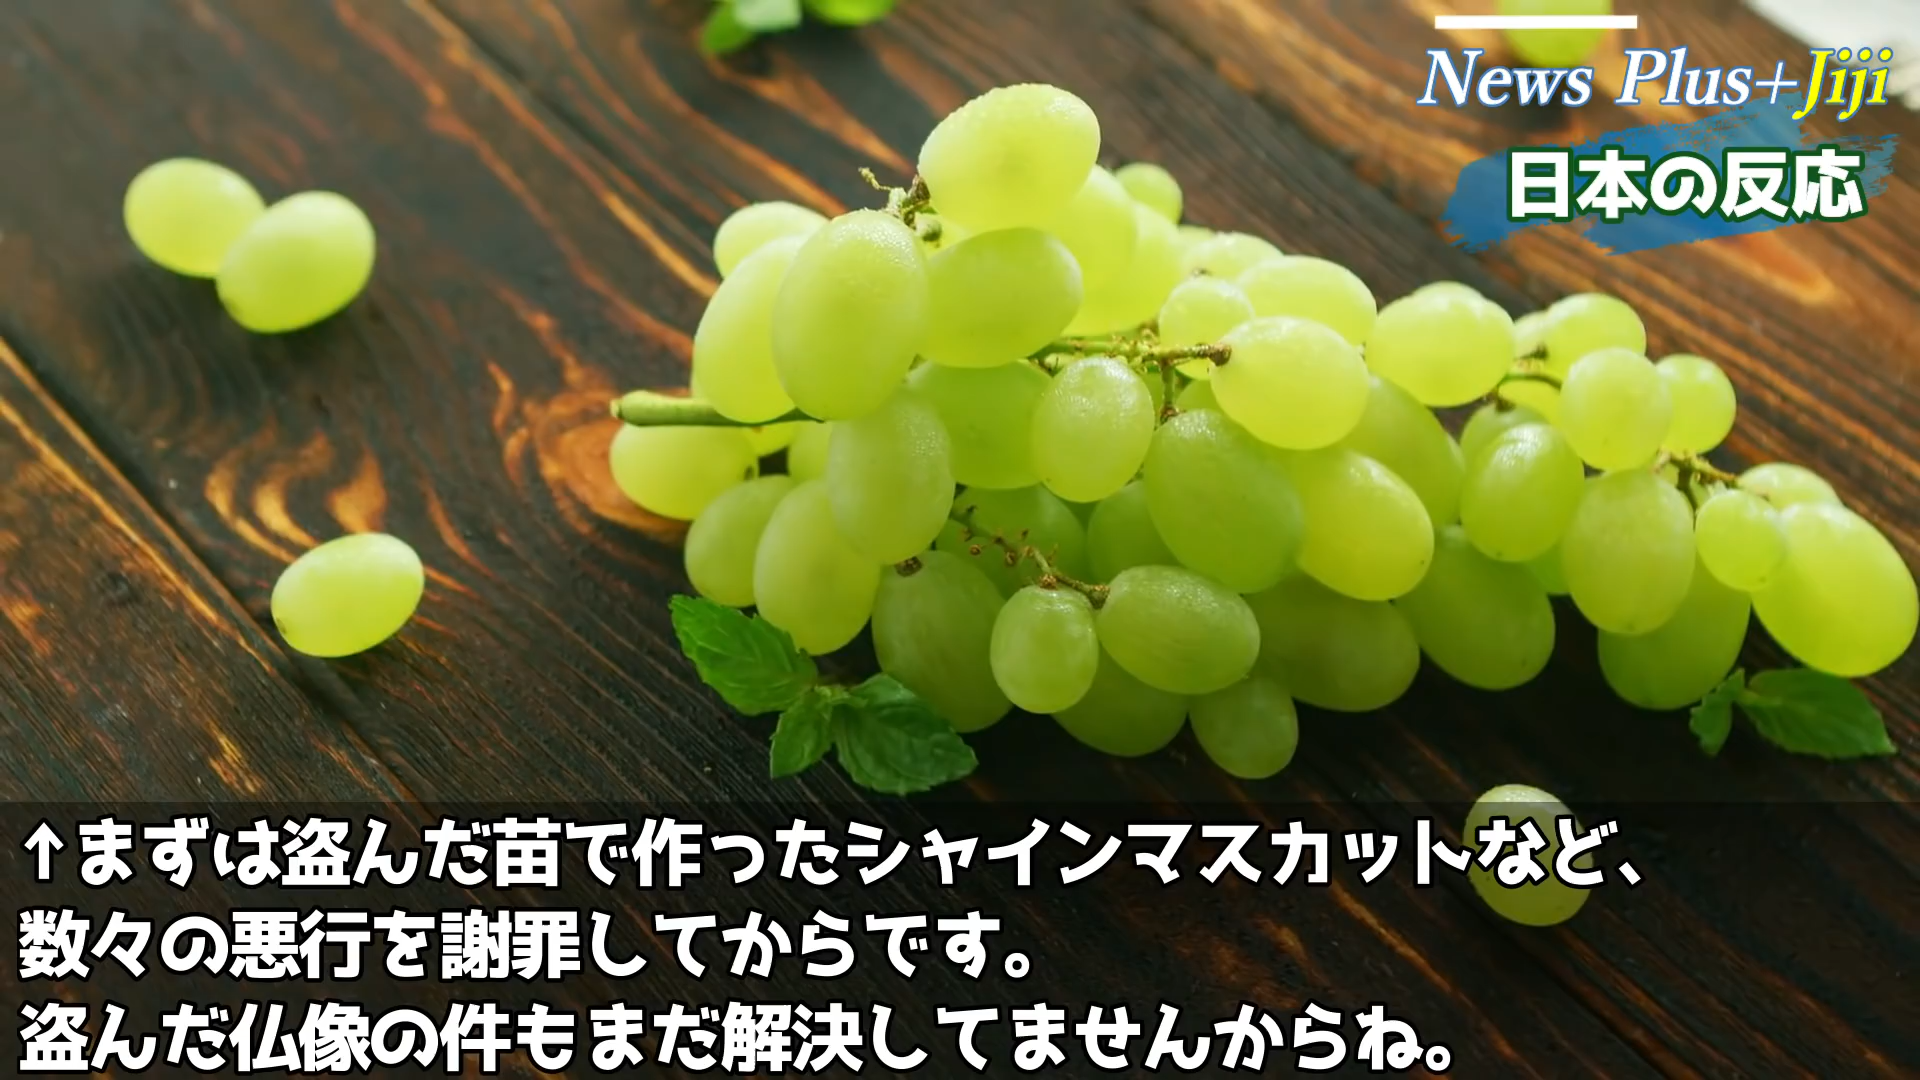 News Plus+Jiji
日本の反応
↑まずは盗んだ苗で作ったシャインマスカットなど、
数々の悪行を謝罪してからです。
盗んだ仏像の件もまだ解決してませんからね。